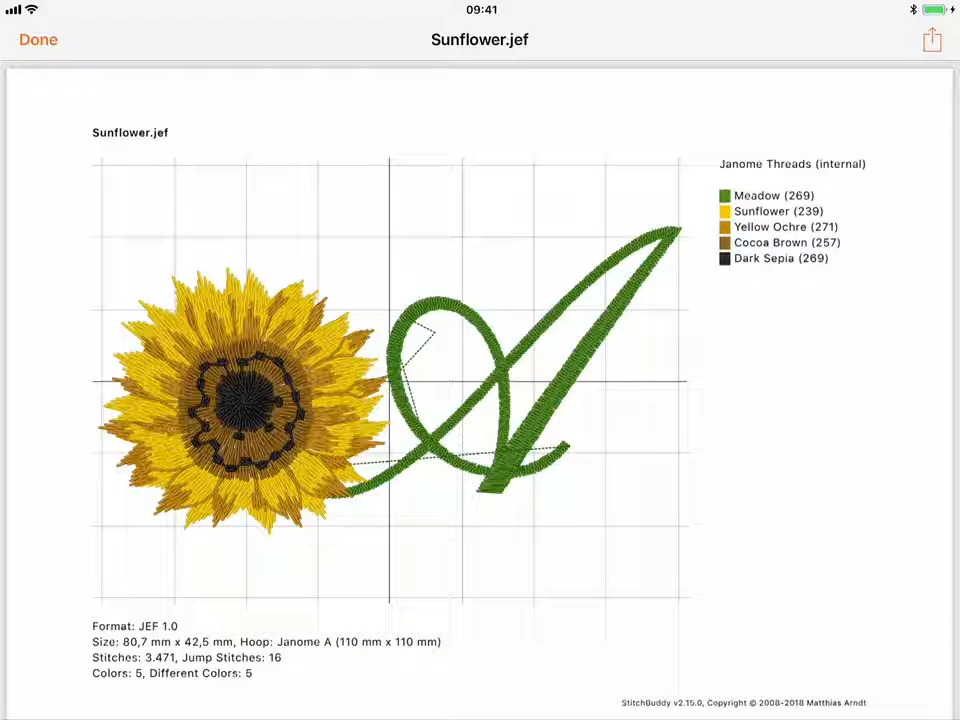 09:41
Done
Sunflower.jef
Sunflower.jef
Janome Threads (internal)
Meadow (269)
Sunflower (239)
Yellow Ochre (271)
Cocoa Brown (257)
Dark Sepia (269)
Format: JEF 1.0
Size: 80,7 mm x 42,5 mm, Hoop: Janome A (110 mm x 110 mm)
Stitches: 3.471, Jump Stitches: 16
Colors: 5, Different Colors: 5
StitchBuddy v2.15.0, Copyright © 2008-2018 Matthias Arndt